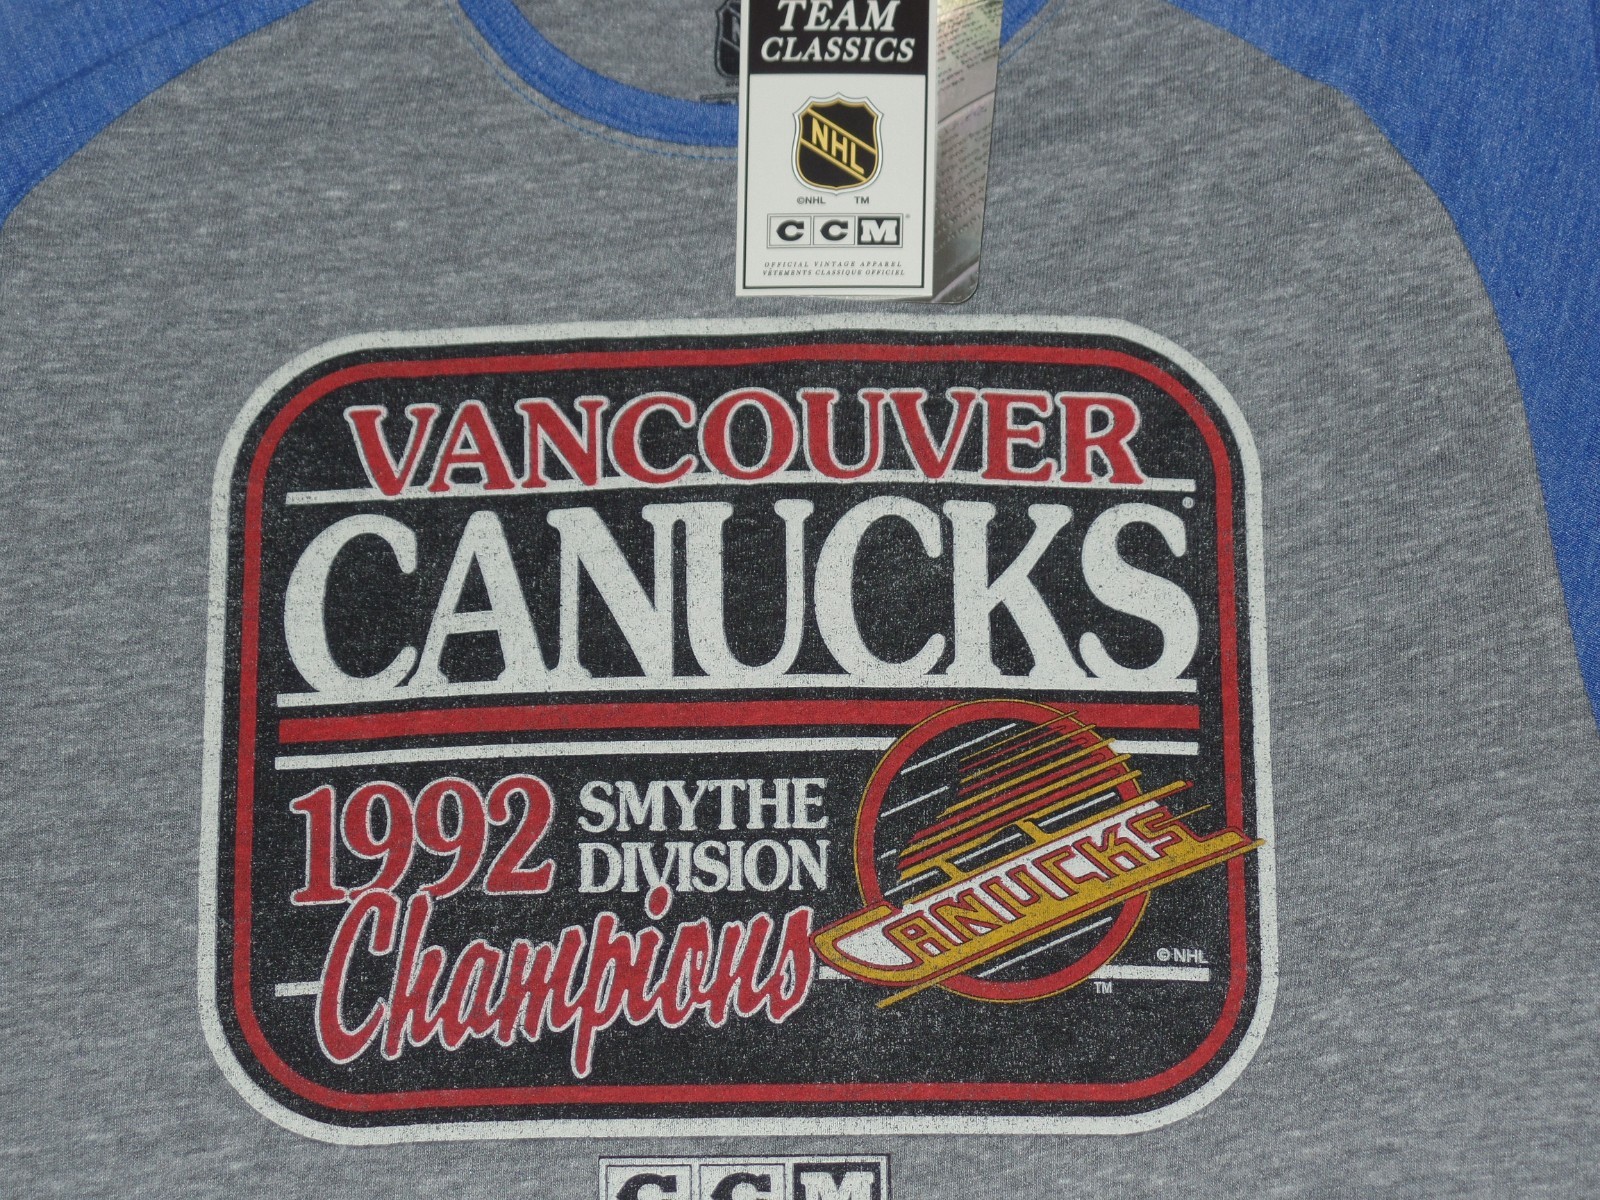 TEAM
CLASSICS
NHL
©NHL TM
CCM
OFFICIAL VINTAGE APPAREL
VÊTEMENTS CLASSIQUE OFFICIEL
VANCOUVER
CANUCKS
1992 SMYTHE
DIVISION
Champions
CANUCKS
© NHL
TM
CCM